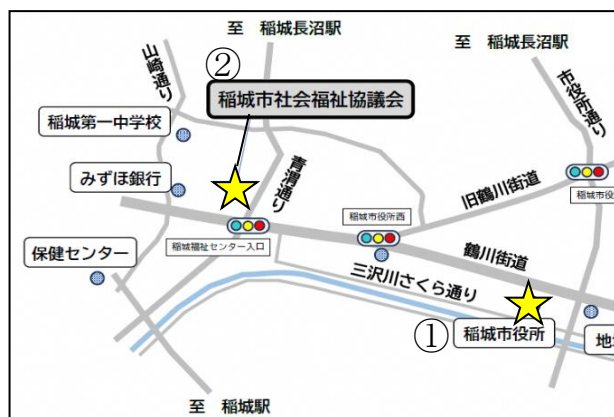 至　稲城長沼駅
至　稲城長沼駅
山崎通り
②
稲城市社会福祉協議会
市役所通り
稲城第一中学校
みずほ銀行
青渭通り
旧鶴川街道
稲城市役
稲城市役所西
稲城福祉センター入口
保健センター
鶴川街道
三沢川さくら通り
①
稲城市役所
地
至　稲城駅